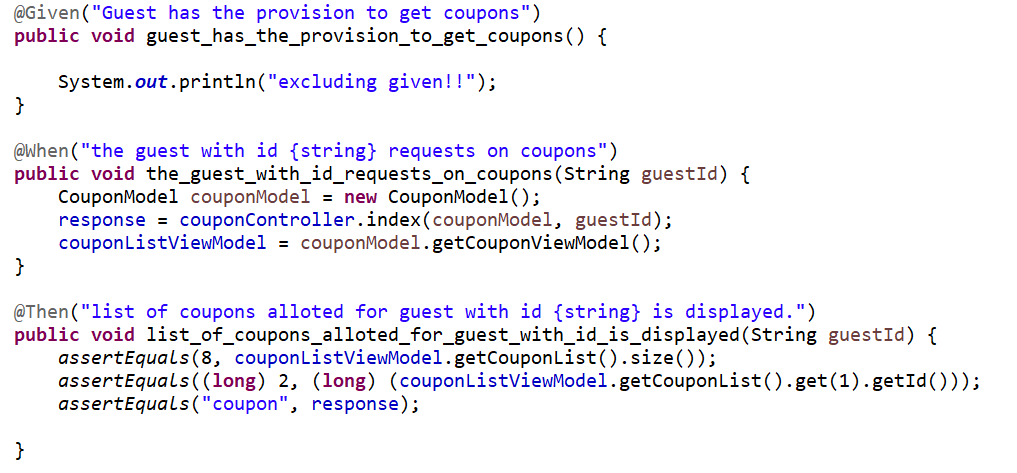 @Given("Guest has the provision to get coupons")
public void guest_has_the_provision_to_get_coupons() {
System.out.println("excluding given!!");
}
@When("the guest with id {string} requests on coupons")
public void the_guest_with_id_requests_on_coupons(String guestId) {
CouponModel couponModel = new CouponModel();
response = couponController.index(couponModel, guestId);
couponListViewModel = couponModel.getCouponViewModel();
}
@Then("list of coupons alloted for guest with id {string} is displayed.")
public void list_of_coupons_alloted_for_guest_with_id_is_displayed(String guestId) {
assertEquals(8, couponListViewModel.getCouponList().size());
assertEquals((long) 2, (long) (couponListViewModel.getCouponList().get(1).getId()));
assertEquals("coupon", response);
}